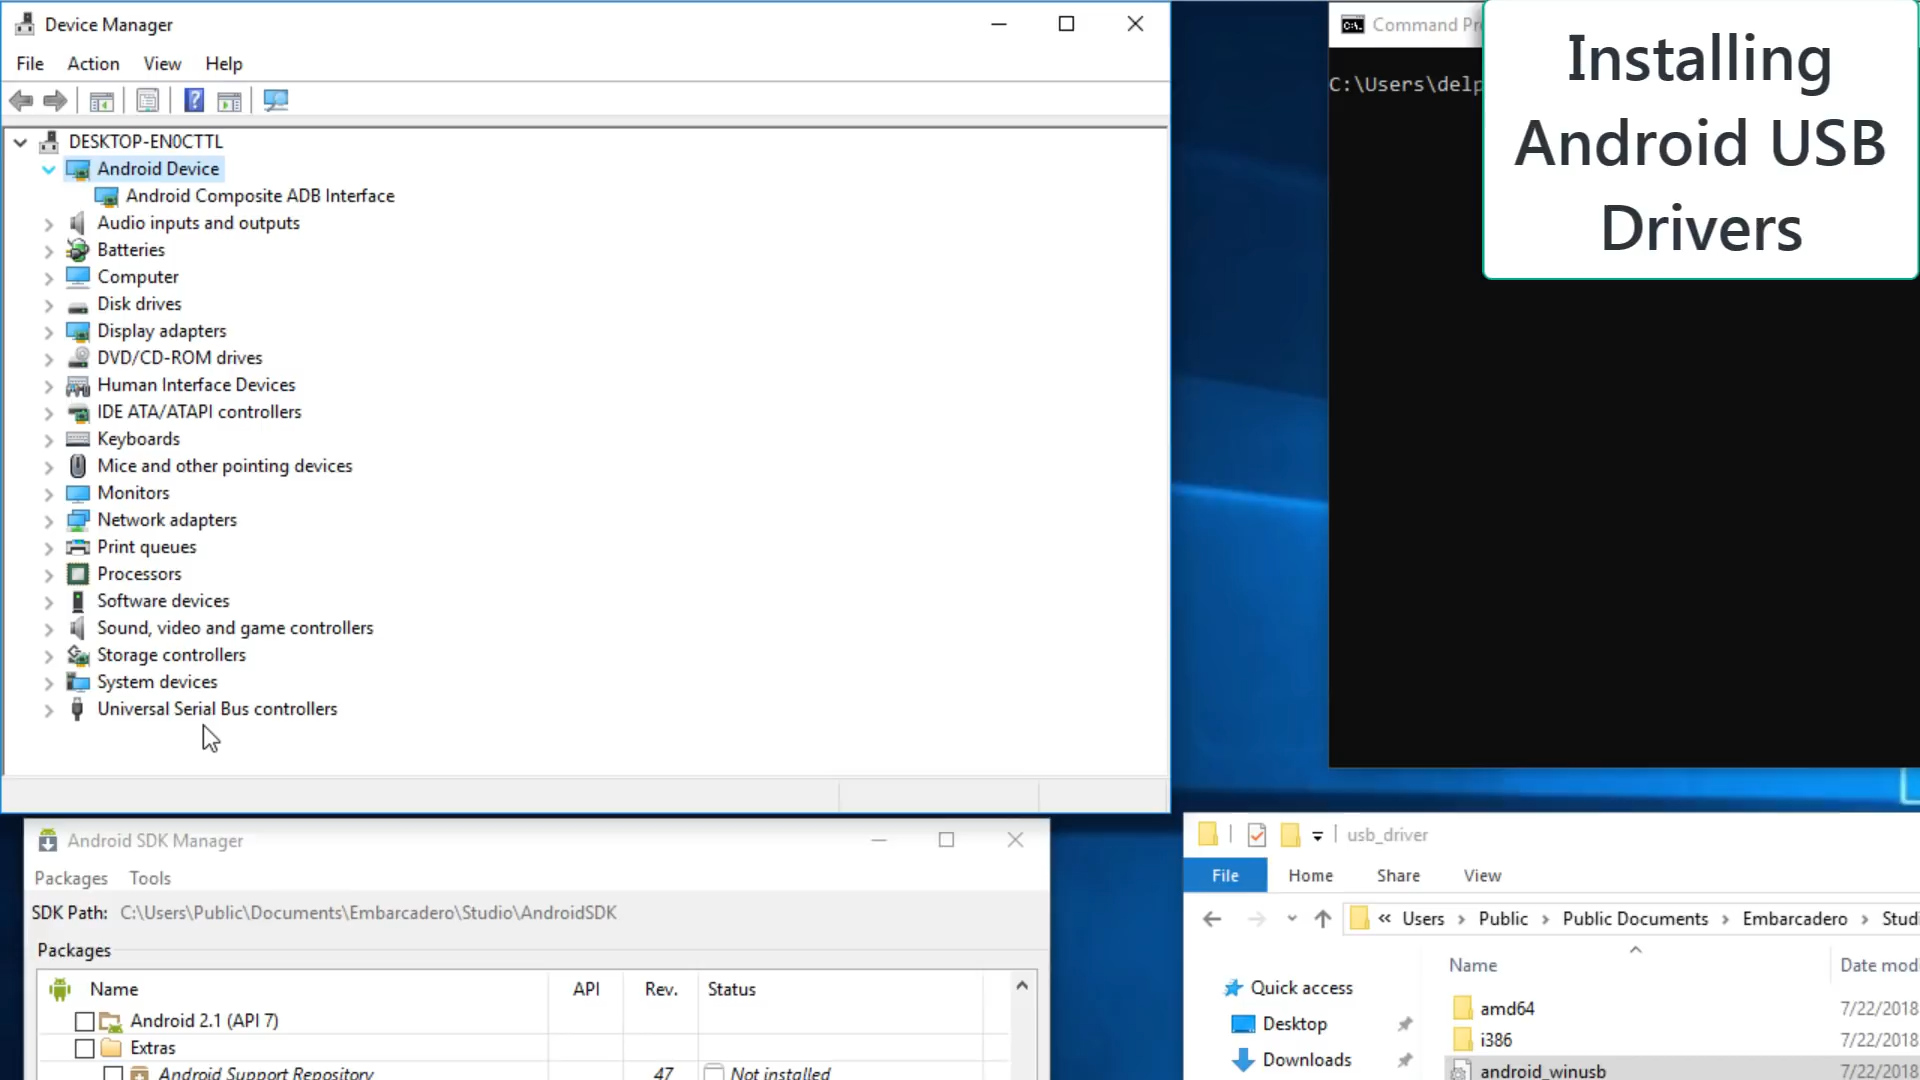 Device Manager
File Action View Help
DESKTOP-EN0CTTL
Android Device
Android Composite ADB Interface
Audio inputs and outputs
Batteries
Computer
Disk drives
Display adapters
DVD/CD-ROM drives
Human Interface Devices
IDE ATA/ATAPI controllers
Keyboards
Mice and other pointing devices
Monitors
Network adapters
Print queues
Processors
Software devices
Sound, video and game controllers
Storage controllers
System devices
Universal Serial Bus controllers
Command Pr
C:\Users\delp
Installing
Android USB
Drivers
Android SDK Manager
Packages Tools
SDK Path: C:\Users\Public\Documents\Embarcadero\Studio\AndroidSDK
Packages
Name API Rev. Status
Android 2.1 (API 7)
Extras
Android Support Repository 47 Not installed
usb_driver
File Home Share View
« Users > Public > Public Documents > Embarcadero > Studi
Name Date modi
Quick access
Desktop
Downloads
amd64 7/22/2018
i386 7/22/2018
android_winusb 7/22/2018